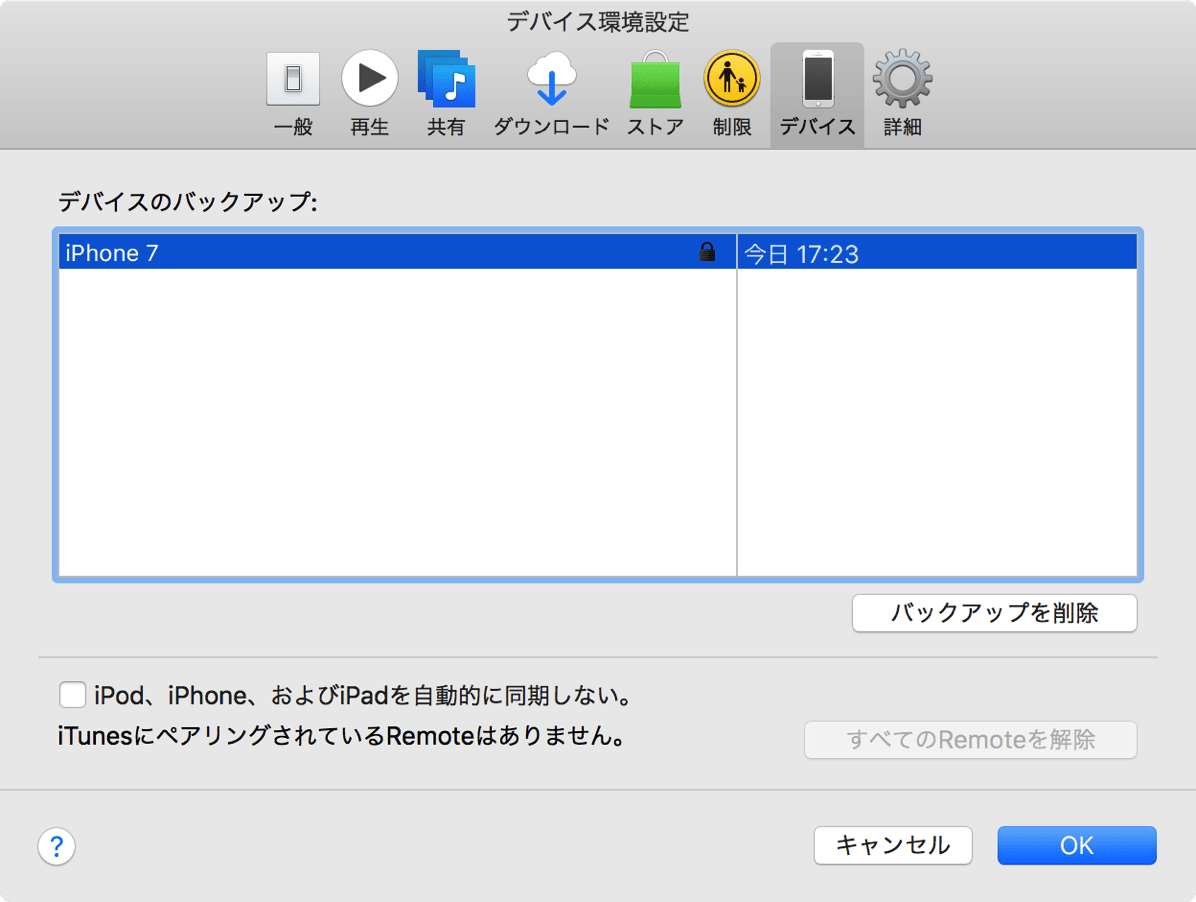 デバイス環境設定
一般 再生 共有 ダウンロード ストア 制限 デバイス 詳細
デバイスのバックアップ:
iPhone 7 今日 17:23
バックアップを削除
iPod、iPhone、およびiPadを自動的に同期しない。
iTunesにペアリングされているRemoteはありません。
すべてのRemoteを解除
? キャンセル OK